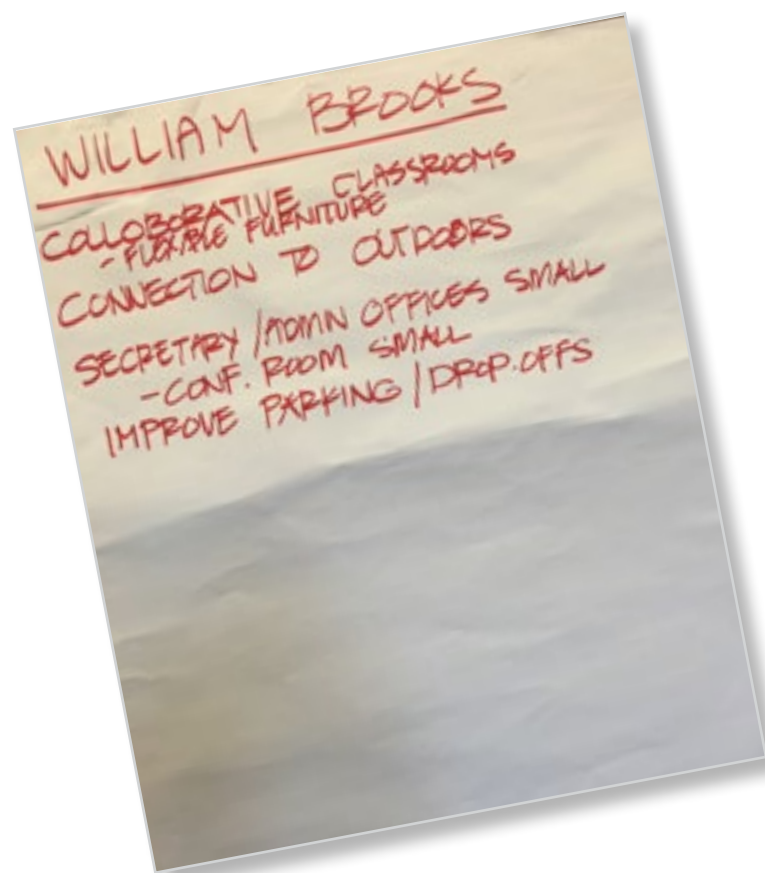 WILLIAM BROOKS
COLLOBORATIVE CLASSROOMS
- FLEXIBLE FURNITURE
CONNECTION TO OUTDOORS
SECRETARY / ADMIN OFFICES SMALL
- CONF. ROOM SMALL
IMPROVE PARKING / DROP-OFFS